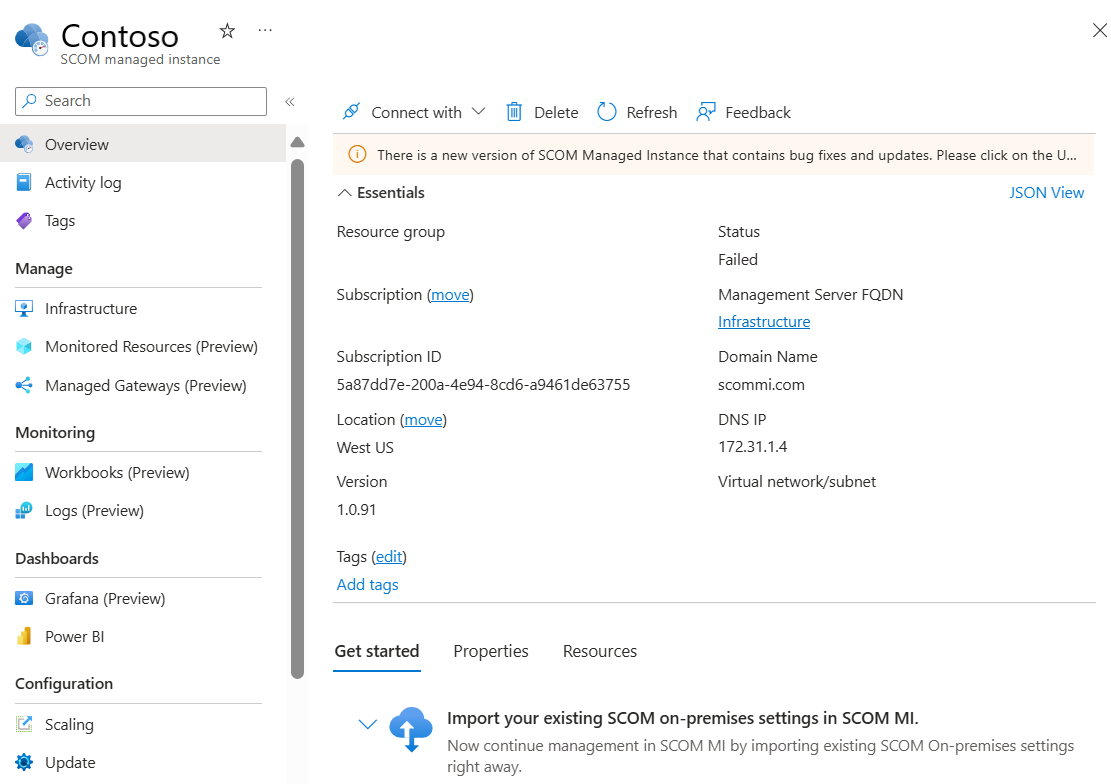 Contoso
SCOM managed instance
Search
Overview
Activity log
Tags
Manage
Infrastructure
Monitored Resources (Preview)
Managed Gateways (Preview)
Monitoring
Workbooks (Preview)
Logs (Preview)
Dashboards
Grafana (Preview)
Power BI
Configuration
Scaling
Update
Connect with Delete Refresh Feedback
There is a new version of SCOM Managed Instance that contains bug fixes and updates. Please click on the U...
Essentials JSON View
Resource group
Status
Failed
Subscription (move)
Management Server FQDN
Infrastructure
Subscription ID
5a87dd7e-200a-4e94-8cd6-a9461de63755
Domain Name
scommi.com
Location (move)
West US
DNS IP
172.31.1.4
Version
1.0.91
Virtual network/subnet
Tags (edit)
Add tags
Get started Properties Resources
Import your existing SCOM on-premises settings in SCOM MI.
Now continue management in SCOM MI by importing existing SCOM On-premises settings
right away.